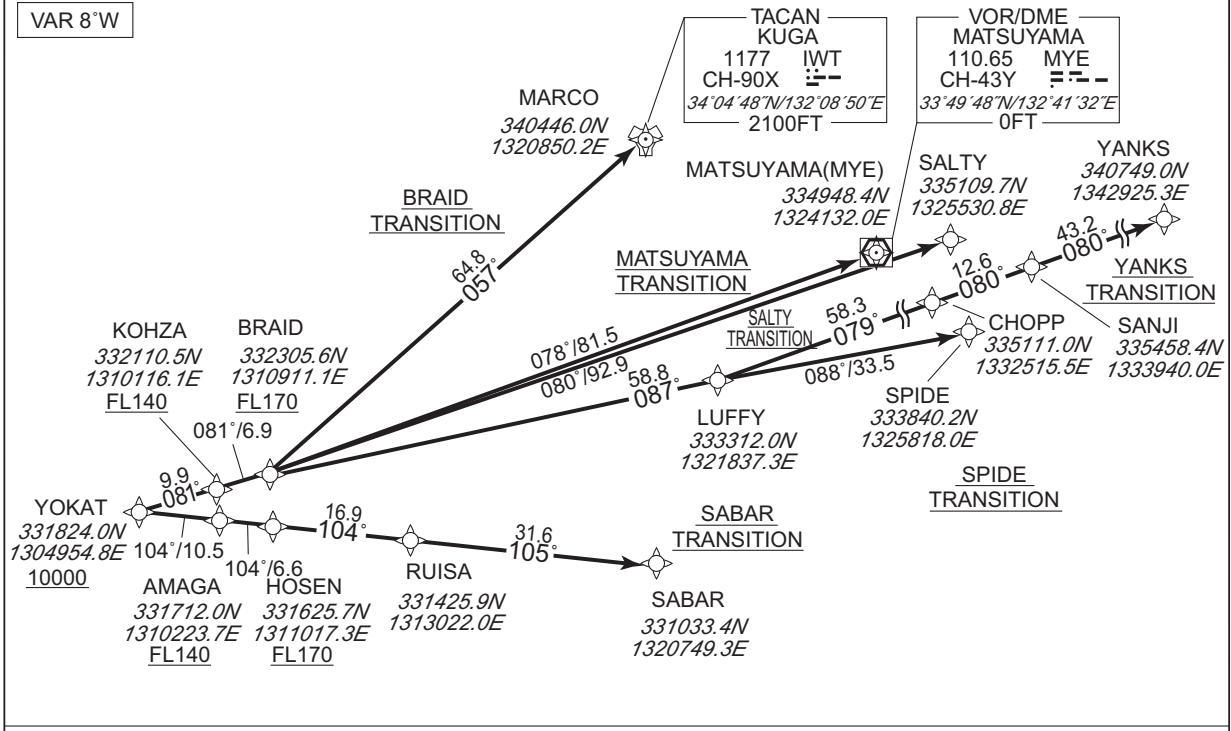 VAR 8°W
TACAN
KUGA
1177 IWT
CH-90X
34°04′48″N/132°08′50″E
2100FT
VOR/DME
MATSUYAMA
110.65 MYE
CH-43Y
33°49′48″N/132°41′32″E
0FT
MARCO
340446.0N
1320850.2E
MATSUYAMA(MYE)
334948.4N
1324132.0E
SALTY
335109.7N
1325530.8E
YANKS
340749.0N
1342925.3E
BRAID
TRANSITION
64.8
057°
MATSUYAMA
TRANSITION
43.2
080°
12.6
080°
YANKS
TRANSITION
SALTY
TRANSITION
58.3
079°
078°/81.5
080°/92.9
58.8
087°
088°/33.5
CHOPP
335111.0N
1332515.5E
SANJI
335458.4N
1333940.0E
KOHZA
332110.5N
1310116.1E
FL140
BRAID
332305.6N
1310911.1E
FL170
081°/6.9
LUFFY
333312.0N
1321837.3E
SPIDE
333840.2N
1325818.0E
SPIDE
TRANSITION
9.9
081°
YOKAT
331824.0N
1304954.8E
10000
104°/10.5
104°/6.6
16.9
104°
31.6
105°
SABAR
TRANSITION
AMAGA
331712.0N
1310223.7E
FL140
HOSEN
331625.7N
1311017.3E
FL170
RUISA
331425.9N
1313022.0E
SABAR
331033.4N
1320749.3E